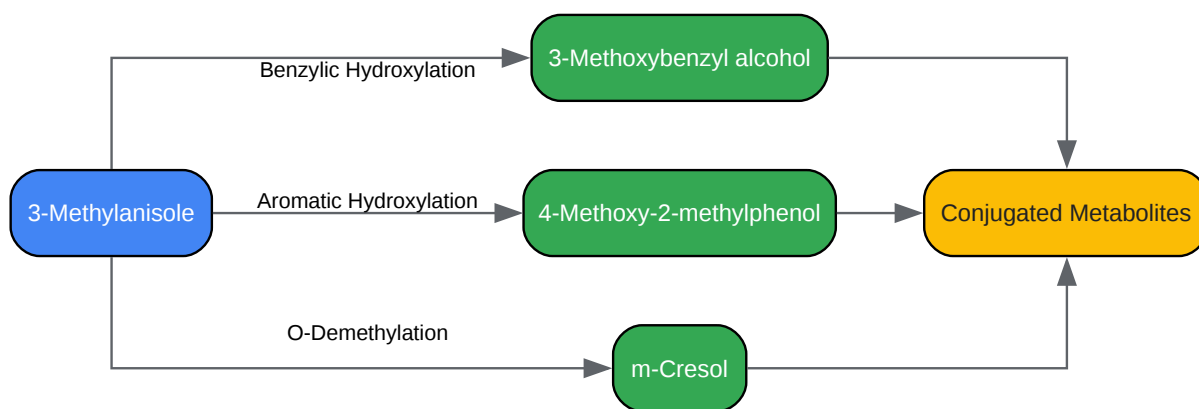 3-Methoxybenzyl alcohol
Benzylic Hydroxylation
3-Methylanisole
Aromatic Hydroxylation
4-Methoxy-2-methylphenol
Conjugated Metabolites
O-Demethylation
m-Cresol